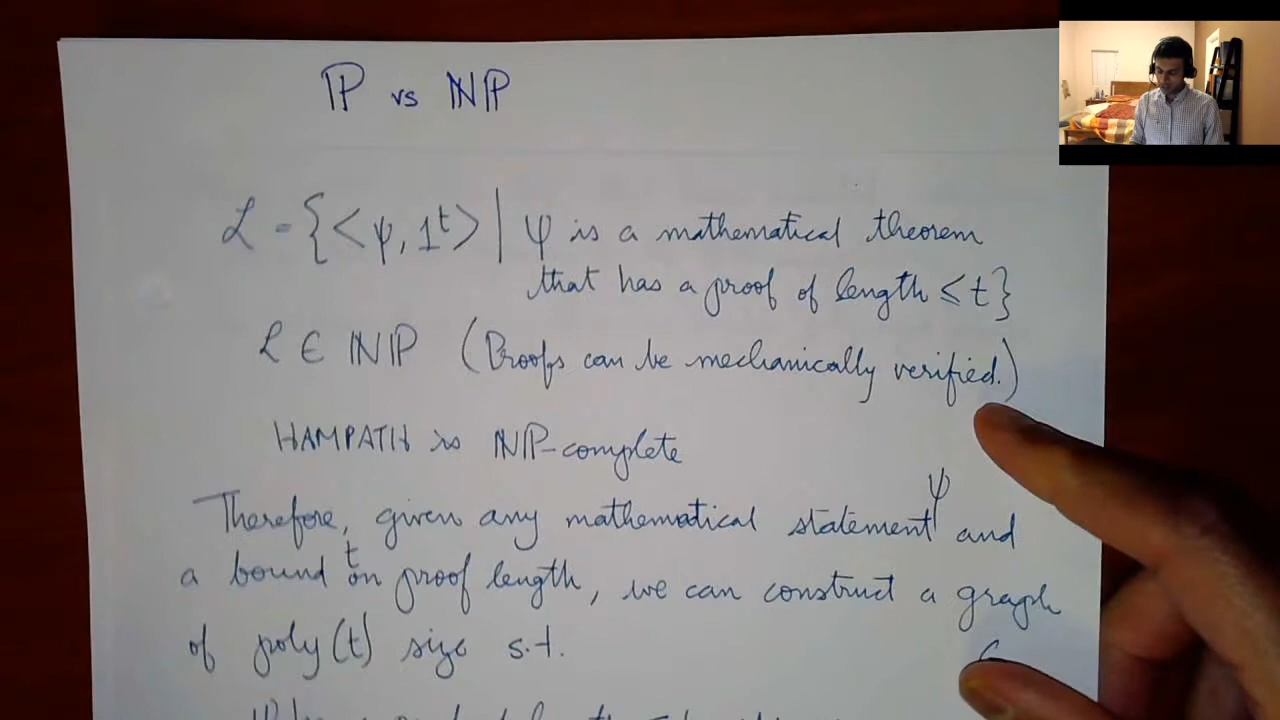 P vs NP
L = {<ψ, 1^t> | ψ is a mathematical theorem
that has a proof of length ≤ t}
L ∈ NP (Proofs can be mechanically verified.)
HAMPATH is NP-complete
Therefore, given any mathematical statement ψ and
a bound t on proof length, we can construct a graph
of poly(t) size s.t.